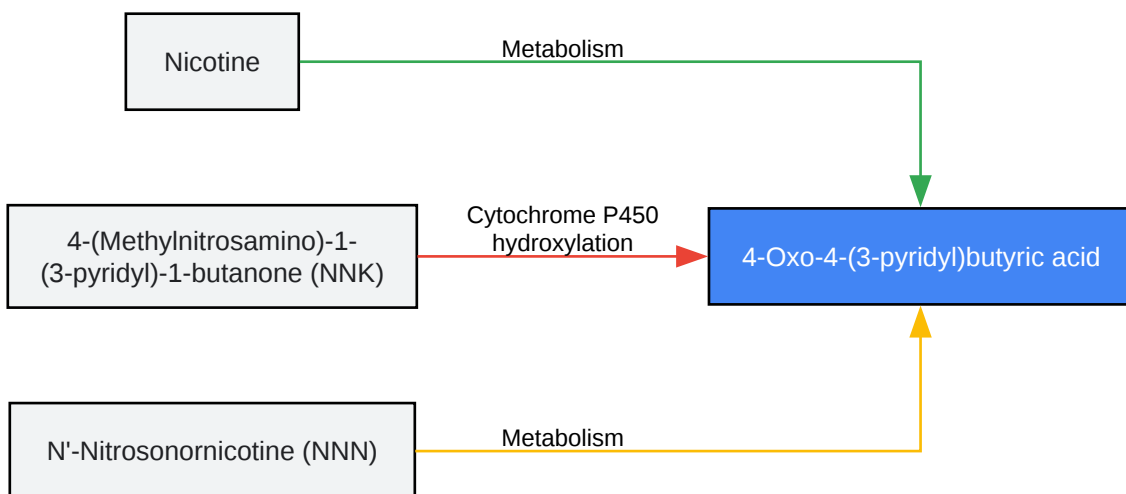 Nicotine
Metabolism
4-(Methylnitrosamino)-1-
(3-pyridyl)-1-butanone (NNK)
Cytochrome P450
hydroxylation
4-Oxo-4-(3-pyridyl)butyric acid
N'-Nitrosonornicotine (NNN)
Metabolism